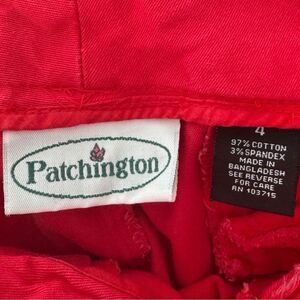 Patchington
4
97% COTTON
3% SPANDEX
MADE IN
BANGLADESH
SEE REVERSE
FOR CARE
RN 103715